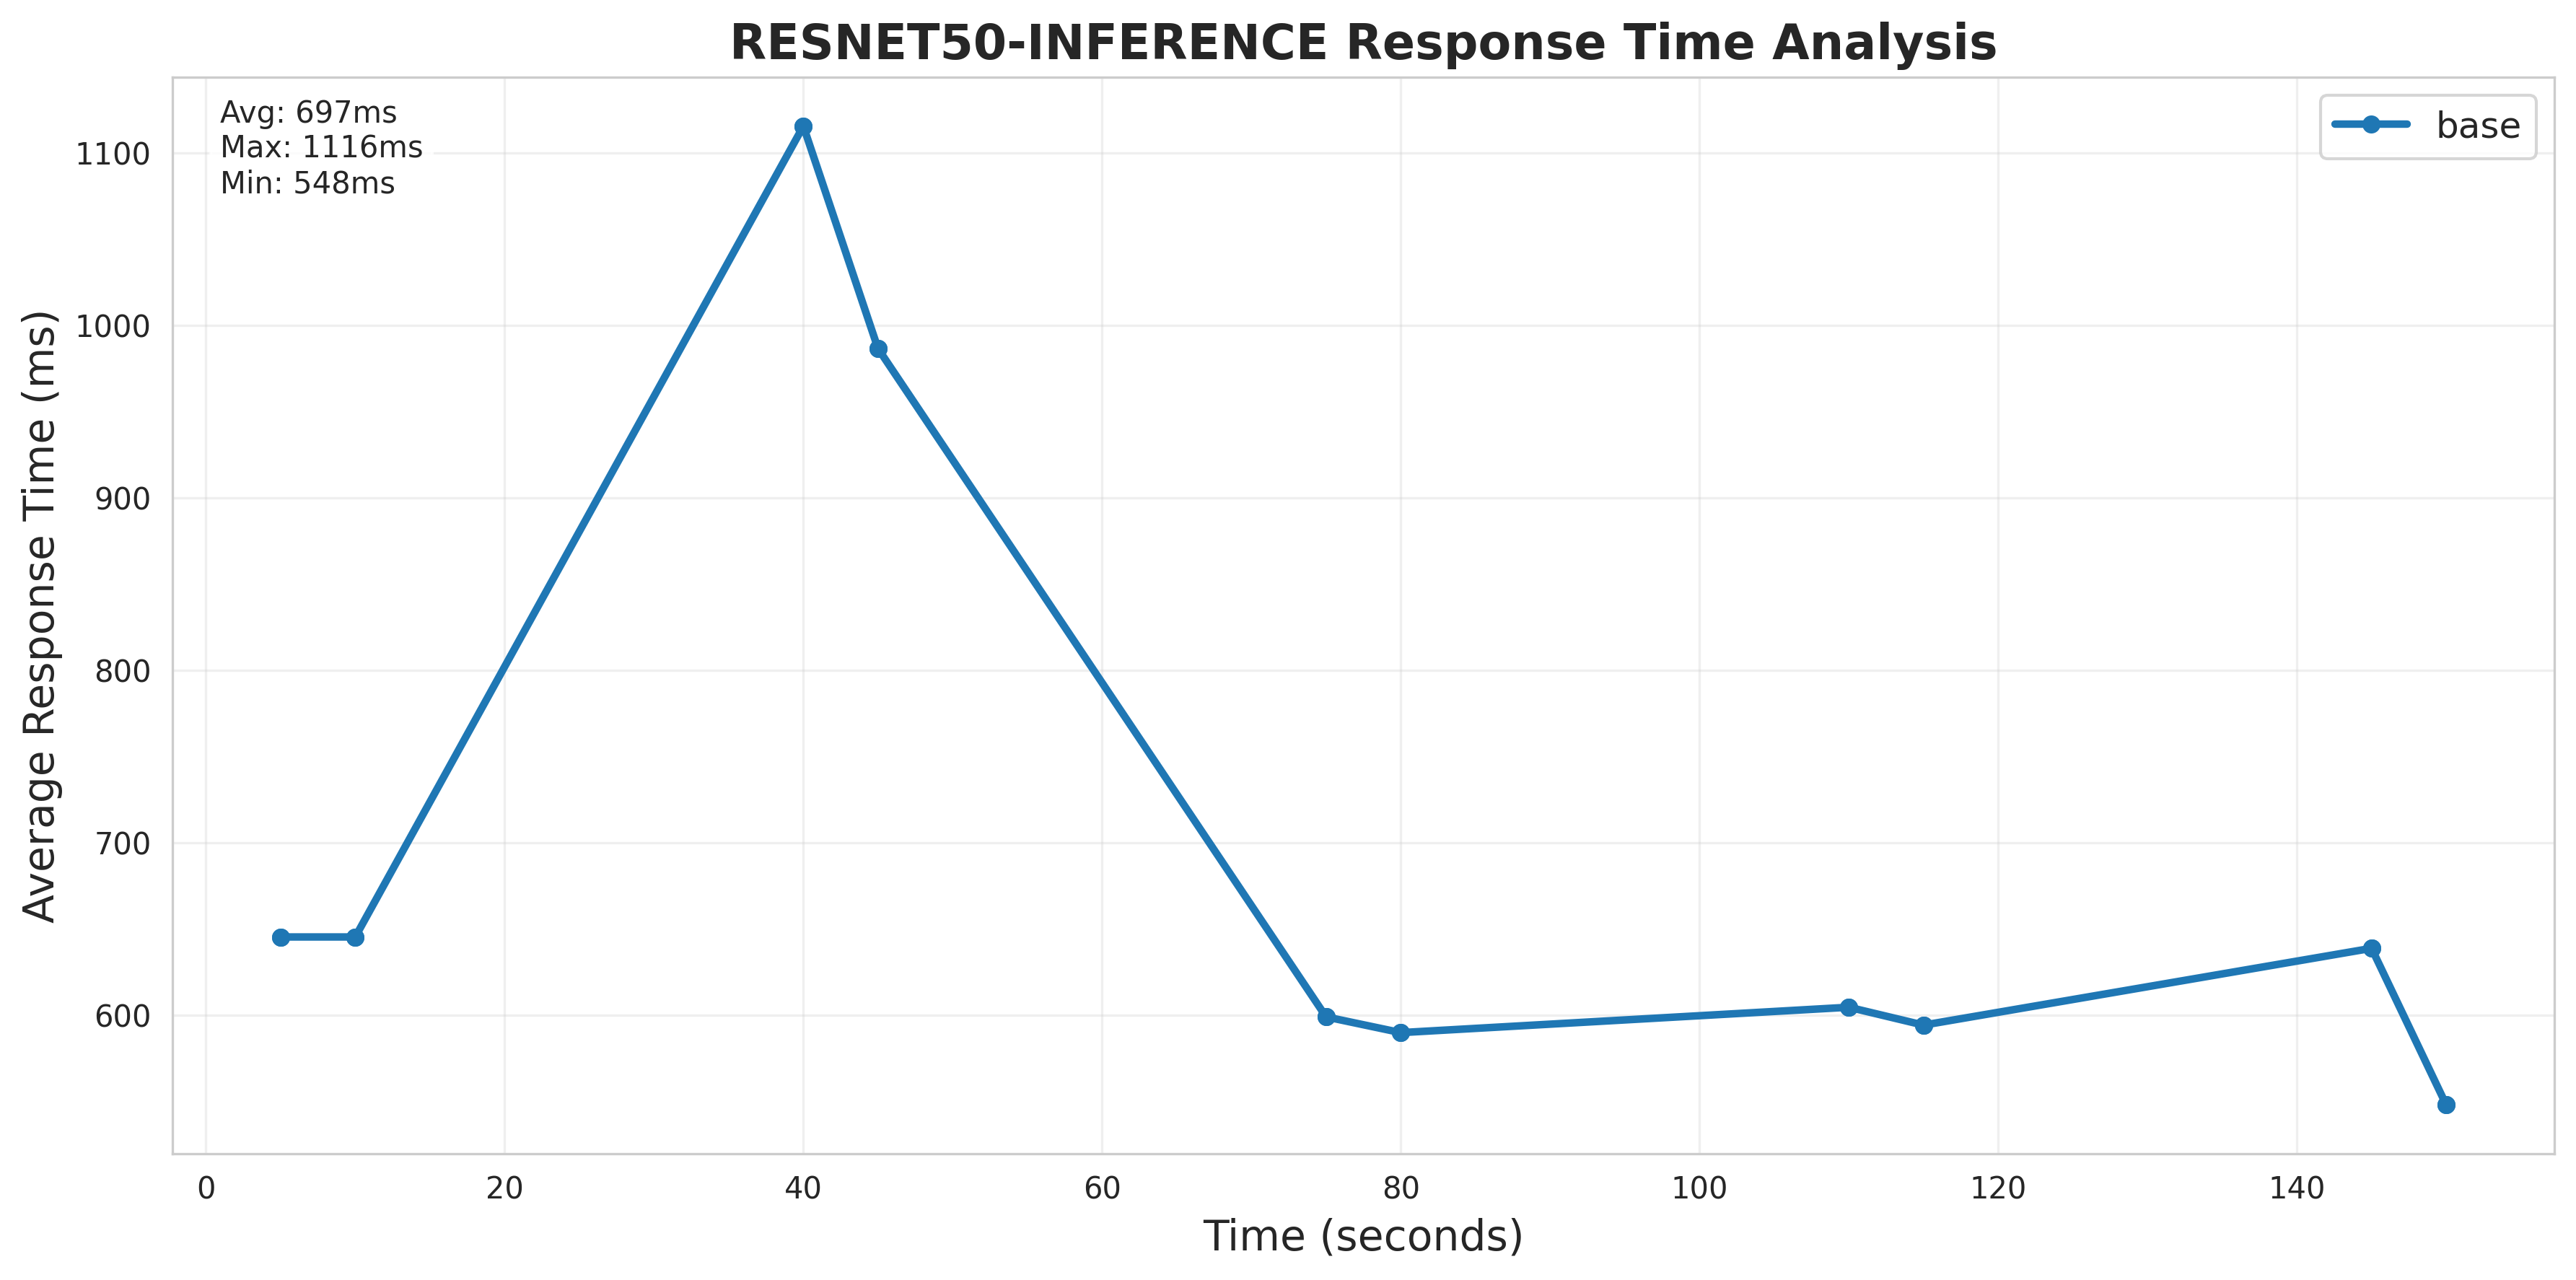 RESNET50-INFERENCE Response Time Analysis
Avg: 697ms
Max: 1116ms
Min: 548ms
base
Average Response Time (ms)
1100
1000
900
800
700
600
0 20 40 60 80 100 120 140
Time (seconds)